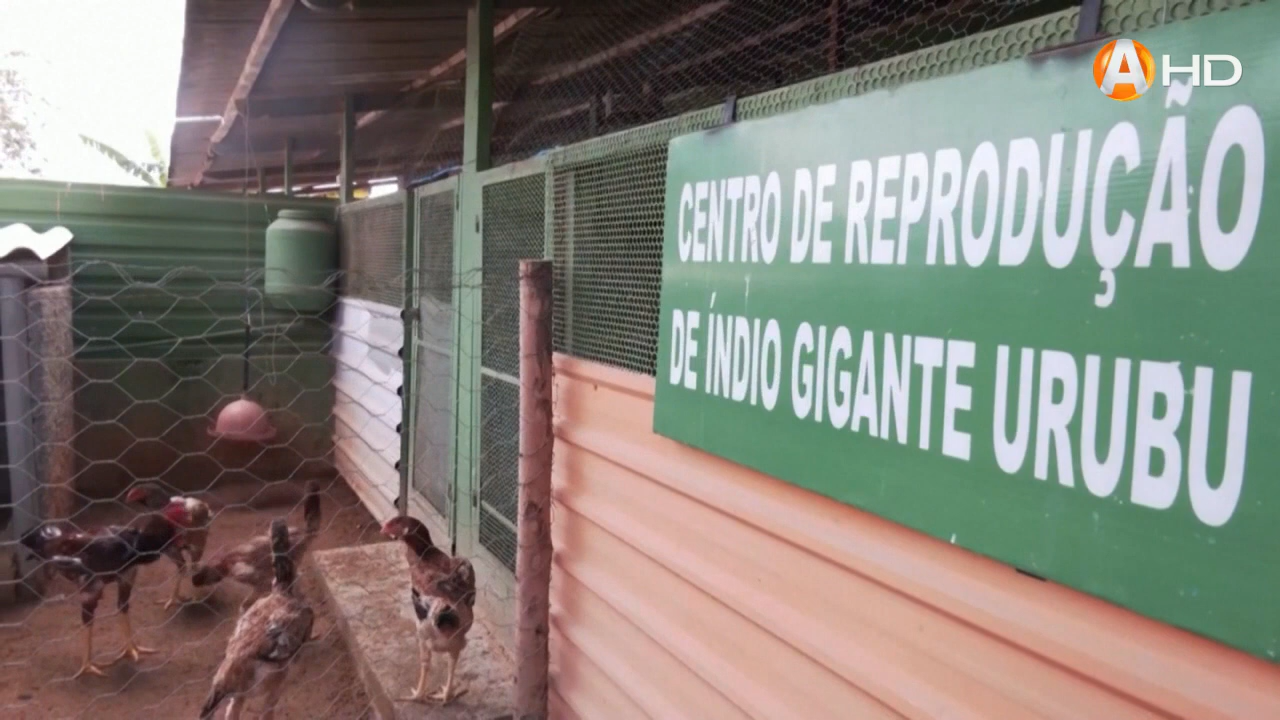 A HD
CENTRO DE REPRODUÇÃO
DE ÍNDIO GIGANTE URUBU